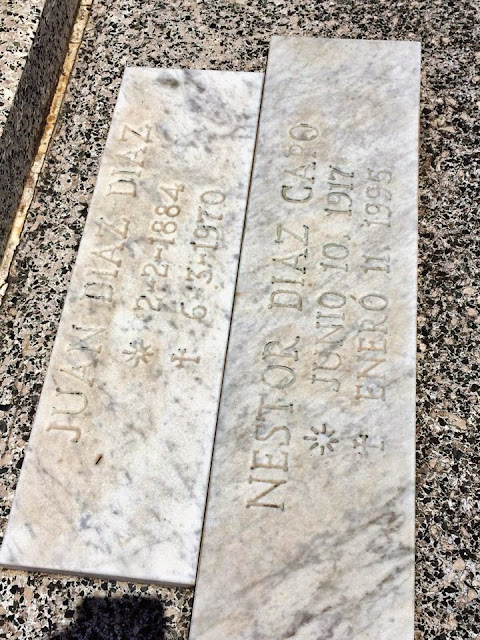 JUAN DIAZ DIAZ
* 2-2-1884
† 6-3-1970
NESTOR DIAZ CAPO
* JUNIO 10 1917
† ENERO 11 1995